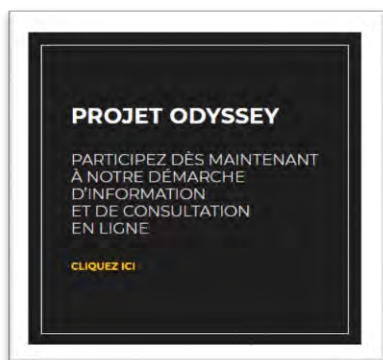 PROJET ODYSSEY
PARTICIPEZ DÈS MAINTENANT
À NOTRE DÉMARCHE
D'INFORMATION
ET DE CONSULTATION
EN LIGNE
CLIQUEZ ICI